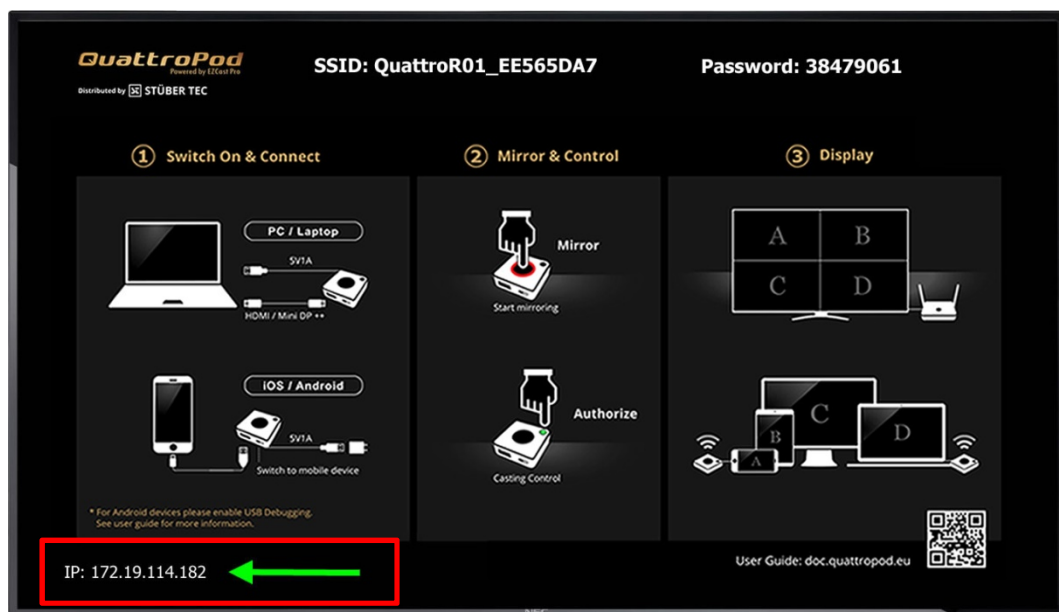 QuattroPod
Powered by EZCast Pro
Distributed by STÜBER TEC
SSID: QuattroR01_EE565DA7
Password: 38479061
1 Switch On & Connect
PC / Laptop
5V1A
HDMI / Mini DP ++
iOS / Android
5V1A
Switch to mobile device
* For Android devices please enable USB Debugging.
See user guide for more information.
2 Mirror & Control
Mirror
Start mirroring
Authorize
Casting Control
3 Display
A B
C D
A B C D
IP: 172.19.114.182
User Guide: doc.quattropod.eu
NEC